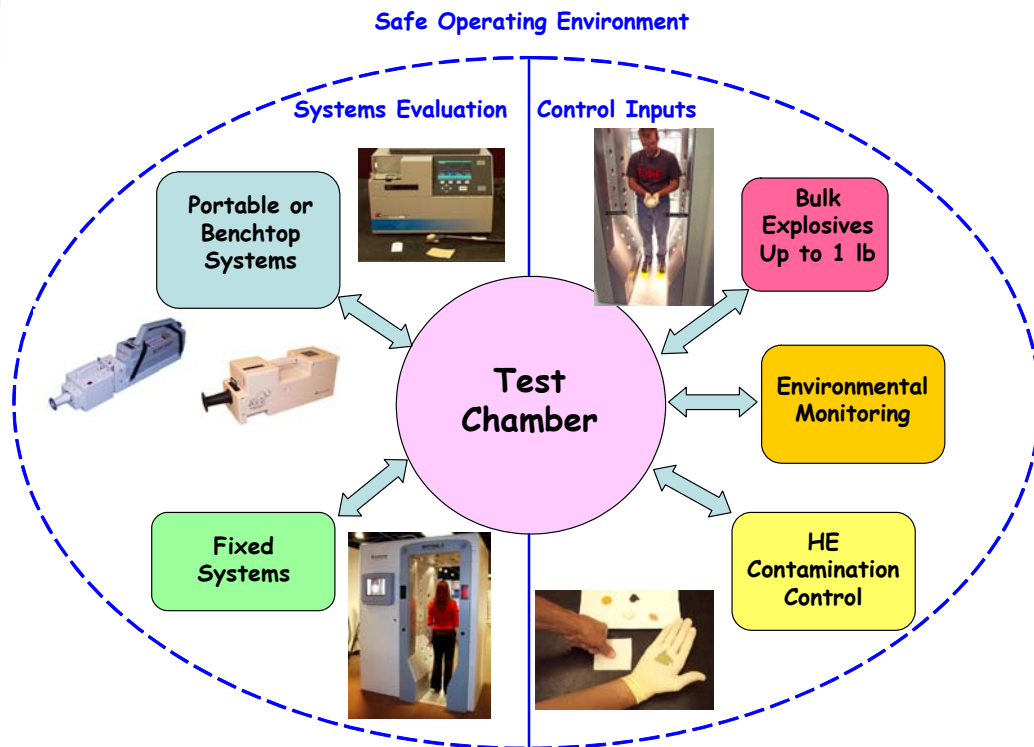 Safe Operating Environment
Systems Evaluation
Control Inputs
Portable or
Benchtop
Systems
Bulk
Explosives
Up to 1 lb
Test
Chamber
Environmental
Monitoring
Fixed
Systems
HE
Contamination
Control